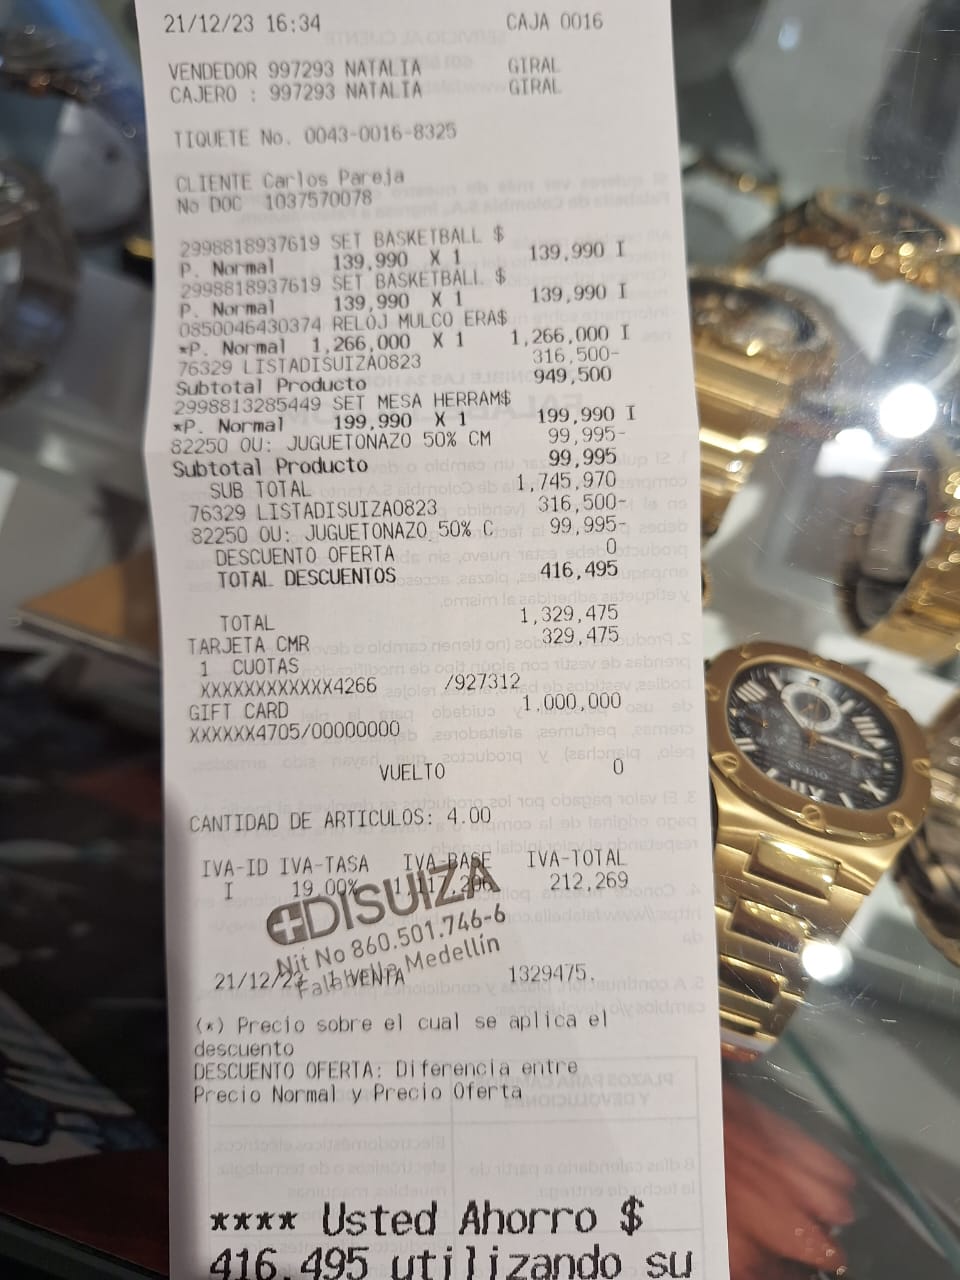 21/12/23 16:34 CAJA 0016
VENDEDOR 997293 NATALIA GIRAL
CAJERO : 997293 NATALIA GIRAL
TIQUETE No. 0043-0016-8325
CLIENTE Carlos Pareja
No DOC 1037570078
2998818937619 SET BASKETBALL $
P. Normal 139,990 X 1 139,990 I
2998818937619 SET BASKETBALL $
P. Normal 139,990 X 1 139,990 I
0850046430374 RELOJ MULCO ERA$
*P. Normal 1,266,000 X 1 1,266,000 I
76329 LISTADISUIZA0823 316,500-
Subtotal Producto 949,500
2998813285449 SET MESA HERRAM$
*P. Normal 199,990 X 1 199,990 I
82250 OU: JUGUETONAZO 50% CM 99,995-
Subtotal Producto 99,995
SUB TOTAL 1,745,970
76329 LISTADISUIZA0823 316,500-
82250 OU: JUGUETONAZO 50% C 99,995-
DESCUENTO OFERTA 0
TOTAL DESCUENTOS 416,495
TOTAL 1,329,475
TARJETA CMR 329,475
1 CUOTAS
XXXXXXXXXXXX4266 /927312
GIFT CARD 1,000,000
XXXXXX4705/00000000
VUELTO 0
CANTIDAD DE ARTICULOS: 4.00
IVA-ID IVA-TASA IVA-BASE IVA-TOTAL
I 19.00% 212,269
DISUIZA
Nit No 860.501.746-6
Falabella Medellín
21/12/23 VENTA 1329475.
(*) Precio sobre el cual se aplica el
descuento
DESCUENTO OFERTA: Diferencia entre
Precio Normal y Precio Oferta
**** Usted Ahorro $
416.495 utilizando su
GUESS